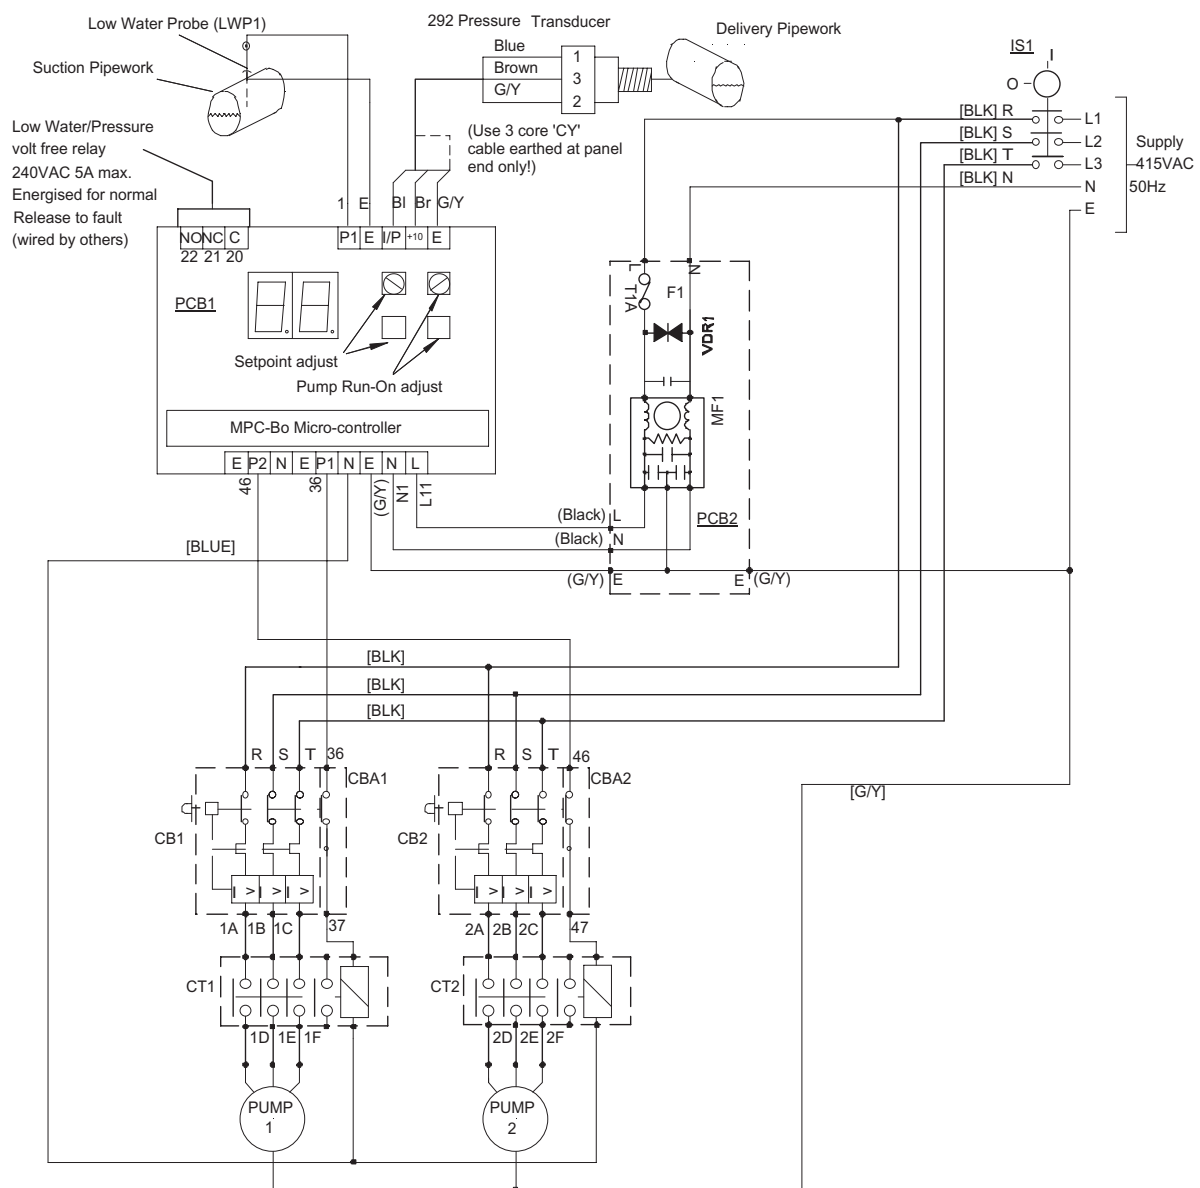 Low Water Probe (LWP1)
292 Pressure Transducer
Delivery Pipework
IS1
I
O
Suction Pipework
Blue
Brown
G/Y
1
3
2
(Use 3 core 'CY'
cable earthed at panel
end only!)
Low Water/Pressure
volt free relay
240VAC 5A max.
Energised for normal
Release to fault
(wired by others)
[BLK] R
[BLK] S
[BLK] T
[BLK] N
L1
L2
L3
N
E
Supply
415VAC
50Hz
1 E Bl Br G/Y
NO NC C
22 21 20
P1 E I/P +10 E
PCB1
Setpoint adjust
Pump Run-On adjust
MPC-Bo Micro-controller
E P2 N E P1 N E N L
46
36
(G/Y)
N1
L11
L
N
T1A
F1
VDR1
MF1
PCB2
(Black) L
(Black) N
(G/Y) E
E (G/Y)
[BLUE]
[BLK]
[BLK]
[BLK]
[G/Y]
R S T 36
CBA1
CB1
1A 1B 1C 37
CT1
1D 1E 1F
PUMP
1
R S T 46
CBA2
CB2
2A 2B 2C 47
CT2
2D 2E 2F
PUMP
2